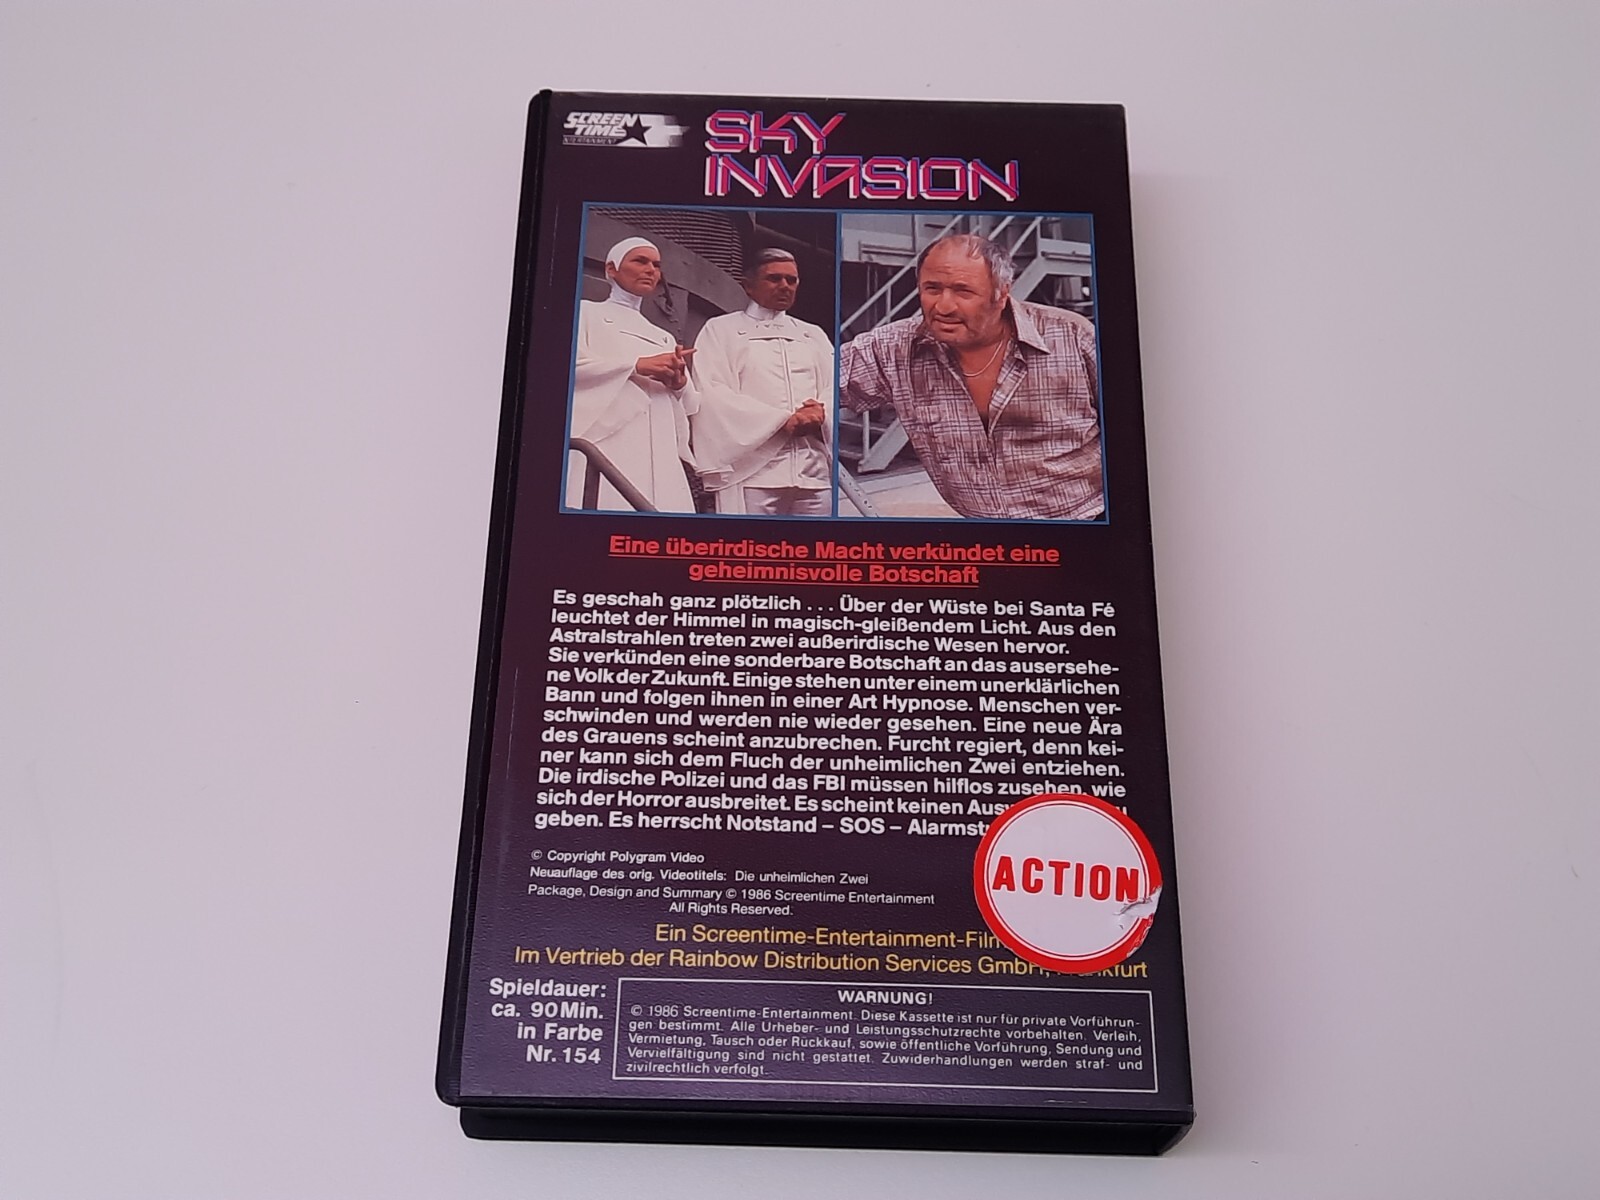 SCREEN
TIME
ENTERTAINMENT
SKY
INVASION
Eine überirdische Macht verkündet eine
geheimnisvolle Botschaft
Es geschah ganz plötzlich . . . Über der Wüste bei Santa Fé
leuchtet der Himmel in magisch-gleißendem Licht. Aus den
Astralstrahlen treten zwei außerirdische Wesen hervor.
Sie verkünden eine sonderbare Botschaft an das ausersehe-
ne Volk der Zukunft. Einige stehen unter einem unerklärlichen
Bann und folgen ihnen in einer Art Hypnose. Menschen ver-
schwinden und werden nie wieder gesehen. Eine neue Ära
des Grauens scheint anzubrechen. Furcht regiert, denn kei-
ner kann sich dem Fluch der unheimlichen Zwei entziehen.
Die irdische Polizei und das FBI müssen hilflos zusehen, wie
sich der Horror ausbreitet. Es scheint keinen
geben. Es herrscht Notstand – SOS –
ACTION
© Copyright Polygram Video
Neuauflage des orig. Videotitels: Die unheimlichen Zwei
Package, Design and Summary © 1986 Screentime Entertainment
All Rights Reserved.
Ein Screentime-Entertainment-
Im Vertrieb der Rainbow Distribution Services GmbH, Frankfurt
Spieldauer:
ca. 90 Min.
in Farbe
Nr. 154
WARNUNG!
© 1986 Screentime-Entertainment. Diese Kassette ist nur für private Vorführun-
gen bestimmt. Alle Urheber- und Leistungsschutzrechte vorbehalten. Verleih,
Vermietung, Tausch oder Rückkauf, sowie öffentliche Vorführung, Sendung und
Vervielfältigung sind nicht gestattet. Zuwiderhandlungen werden straf- und
zivilrechtlich verfolgt.